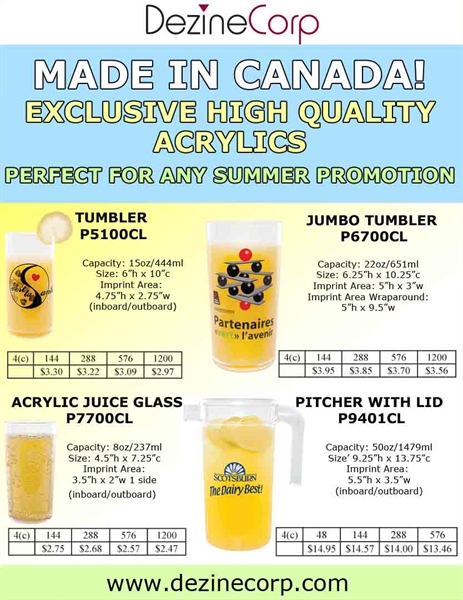 DezineCorp
MADE IN CANADA!
EXCLUSIVE HIGH QUALITY
ACRYLICS
PERFECT FOR ANY SUMMER PROMOTION
TUMBLER
P5100CL
Capacity: 15oz/444ml
Size: 6"h x 10"c
Imprint Area:
4.75"h x 2.75"w
(inboard/outboard)
4(c) 144 288 576 1200
$3.30 $3.22 $3.09 $2.97
JUMBO TUMBLER
P6700CL
Capacity: 22oz/651ml
Size: 6.25"h x 10.25"c
Imprint Area: 5"h x 3"w
Imprint Area Wraparound:
5"h x 9.5"w
Partenaires
«vert» l'avenir
4(c) 144 288 576 1200
$3.95 $3.85 $3.70 $3.56
ACRYLIC JUICE GLASS
P7700CL
Capacity: 8oz/237ml
Size: 4.5"h x 7.25"c
Imprint Area:
3.5"h x 2"w 1 side
(inboard/outboard)
4(c) 144 288 576 1200
$2.75 $2.68 $2.57 $2.47
PITCHER WITH LID
P9401CL
Capacity: 50oz/1479ml
Size' 9.25"h x 13.75"c
Imprint Area:
5.5"h x 3.5"w
(inboard/outboard)
SCOTSBURN
The Dairy Best!
4(c) 48 144 288 576
$14.95 $14.57 $14.00 $13.46
www.dezinecorp.com